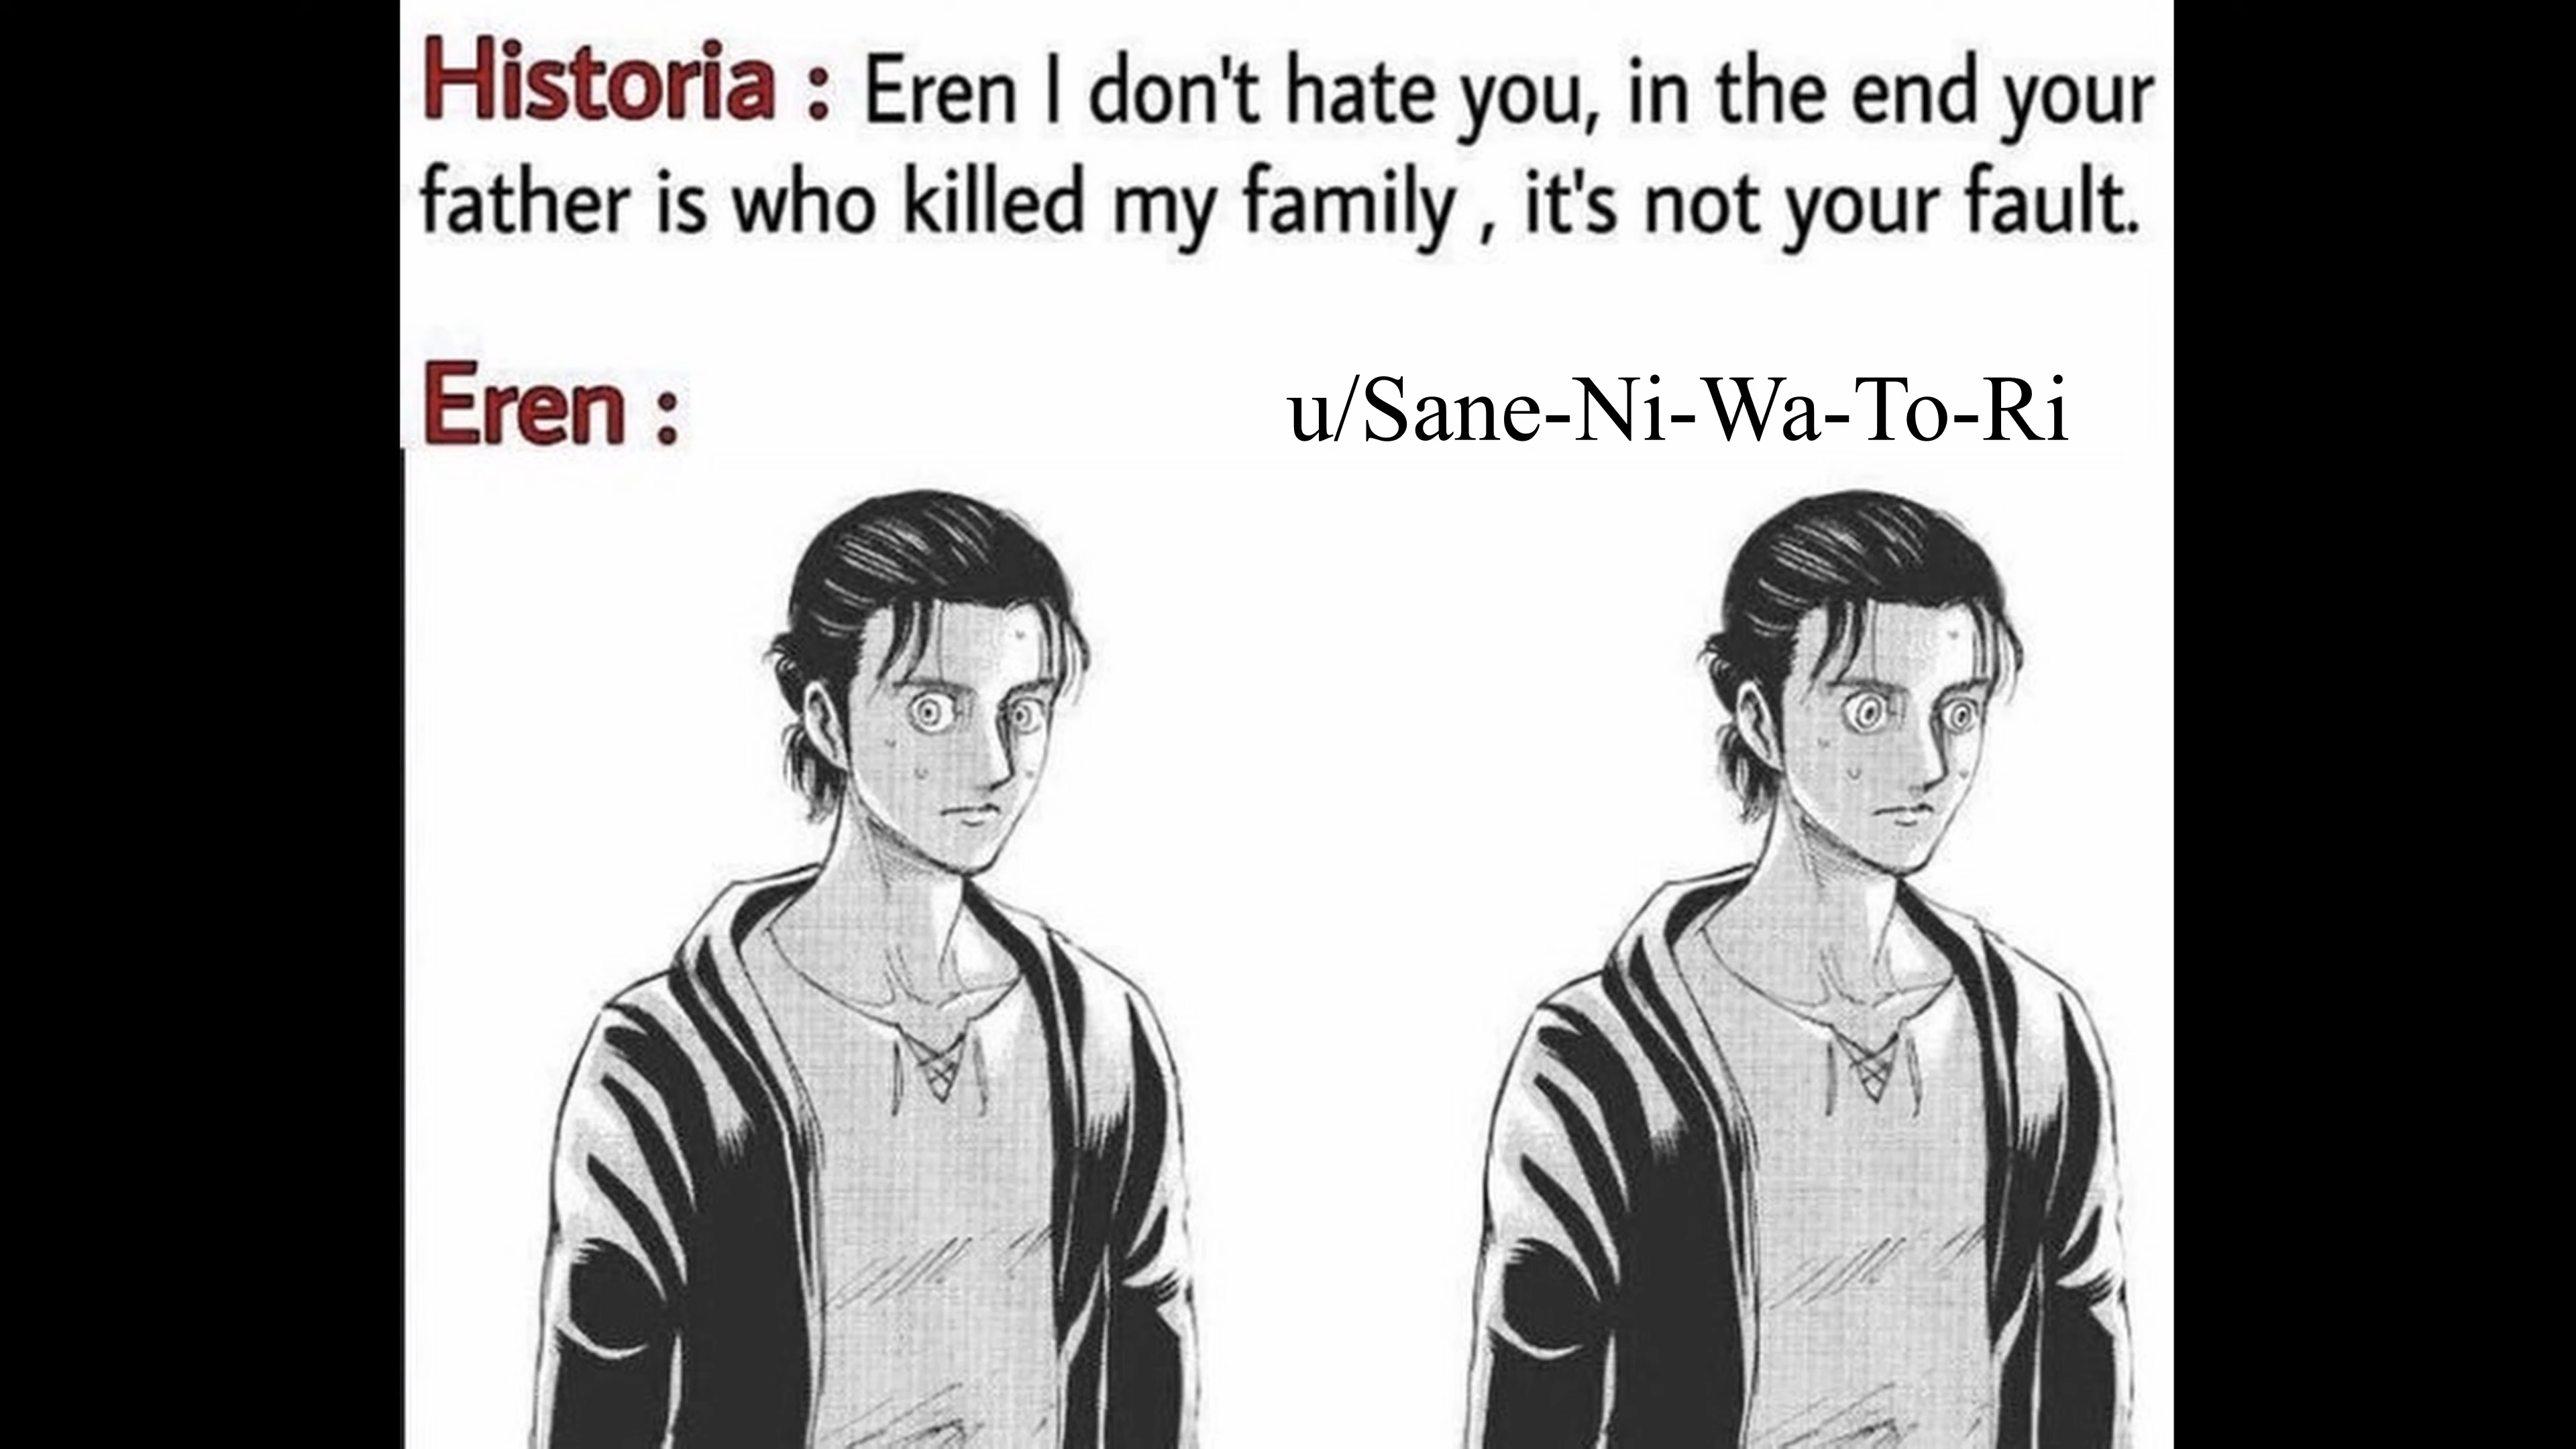 Historia : Eren I don't hate you, in the end your
father is who killed my family , it's not your fault.
Eren :
u/Sane-Ni-Wa-To-Ri